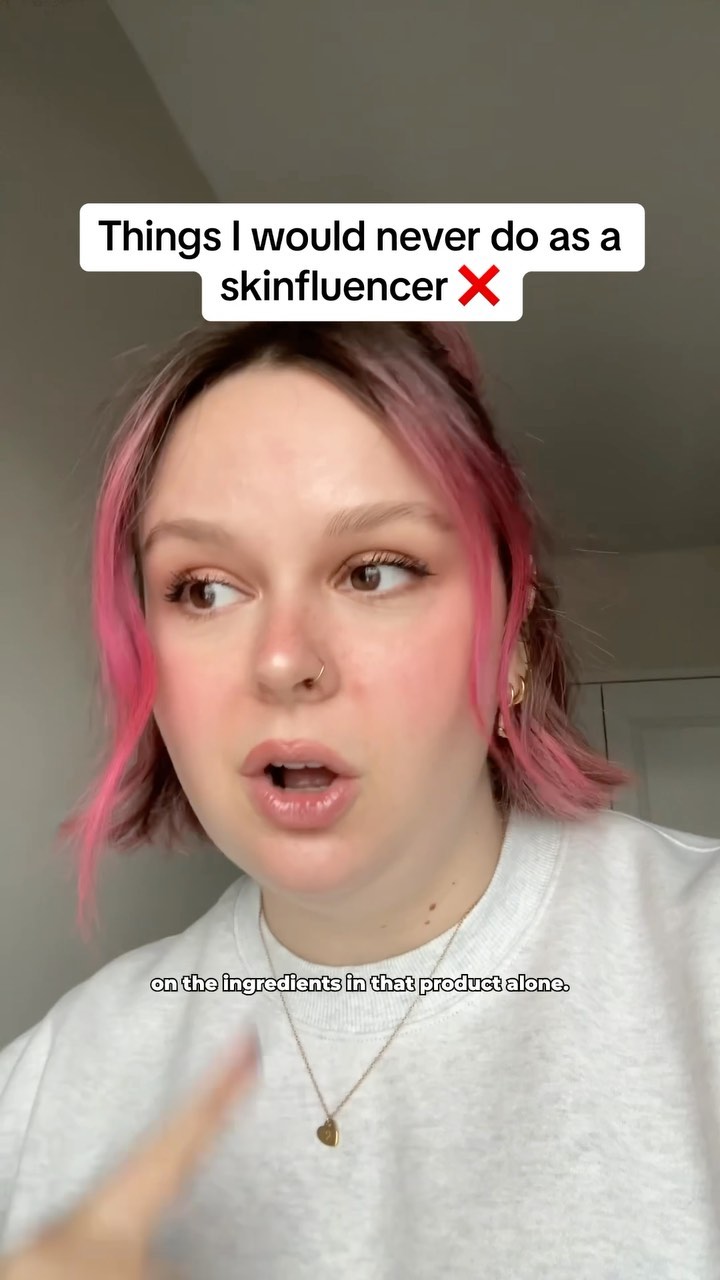 Things I would never do as a
skinfluencer ❌
on the ingredients in that product alone.